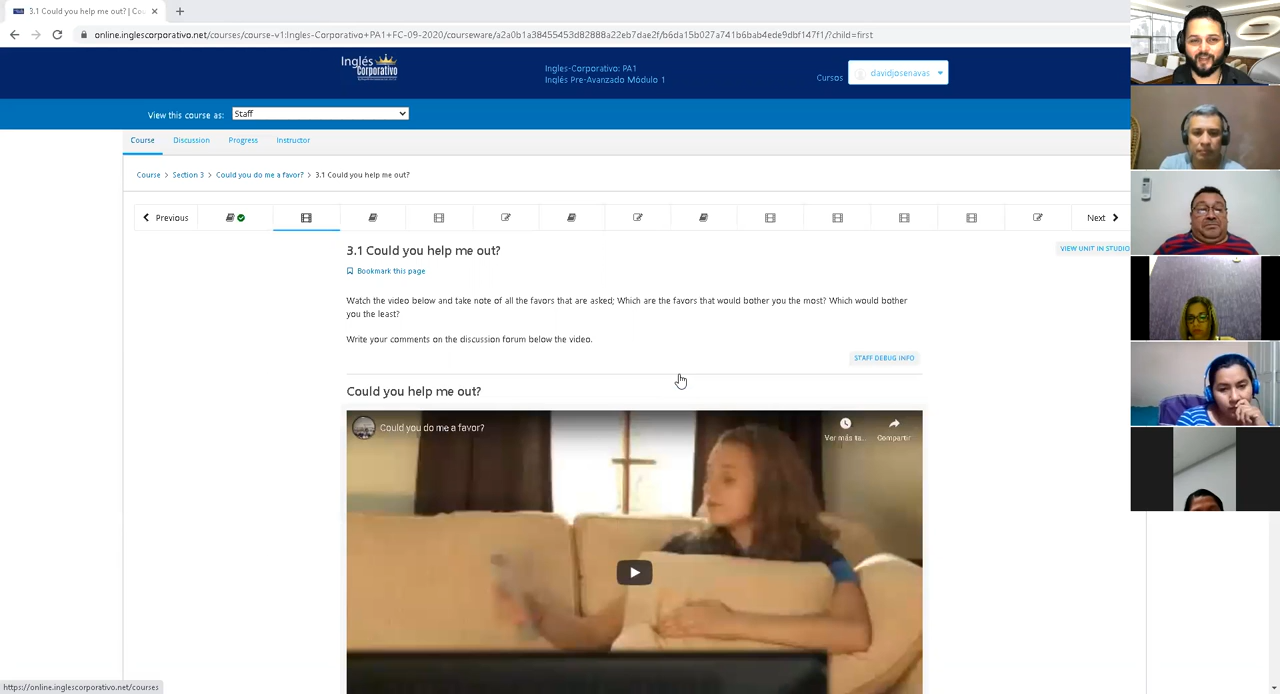 3.1 Could you help me out? | Co
online.inglescorporativo.net/courses/course-v1:Ingles-Corporativo+PA1+FC-09-2
/?child=first
Inglés
Corporativo
Ingles-Corporativo: PA1
Inglés Pre-Avanzado Módulo 1
Cursos
davidjosenavas
View this course as:
Staff
Course
Discussion
Progress
Instructor
Course > Section 3 > Could you do me a favor? > 3.1 Could you help me out?
Previous
Next
3.1 Could you help me out?
VIEW UNIT IN STUDIO
Bookmark this page
Watch the video below and take note of all the favors that are asked; Which are the favors that would bother you the most? Which would bother
you the least?
Write your comments on the discussion forum below the video.
STAFF DEBUG INFO
Could you help me out?
Could you do me a favor?
Ver más ta...
Compartir
https://online.inglescorporativo.net/courses